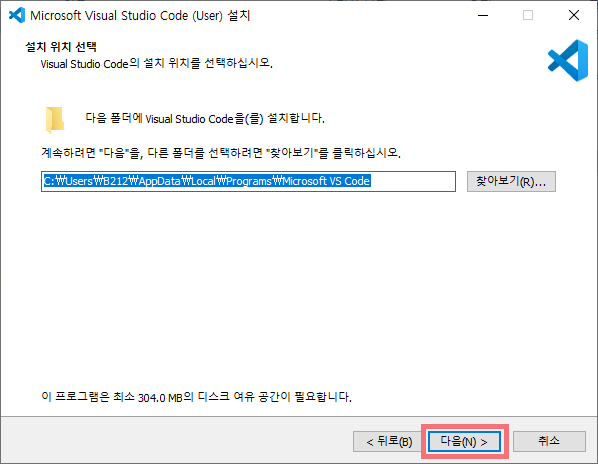 Microsoft Visual Studio Code (User) 설치
설치 위치 선택
Visual Studio Code의 설치 위치를 선택하십시오.
다음 폴더에 Visual Studio Code을(를) 설치합니다.
계속하려면 "다음"을, 다른 폴더를 선택하려면 "찾아보기"를 클릭하십시오.
C:₩Users₩B212₩AppData₩Local₩Programs₩Microsoft VS Code
찾아보기(R)...
이 프로그램은 최소 304.0 MB의 디스크 여유 공간이 필요합니다.
< 뒤로(B)
다음(N) >
취소